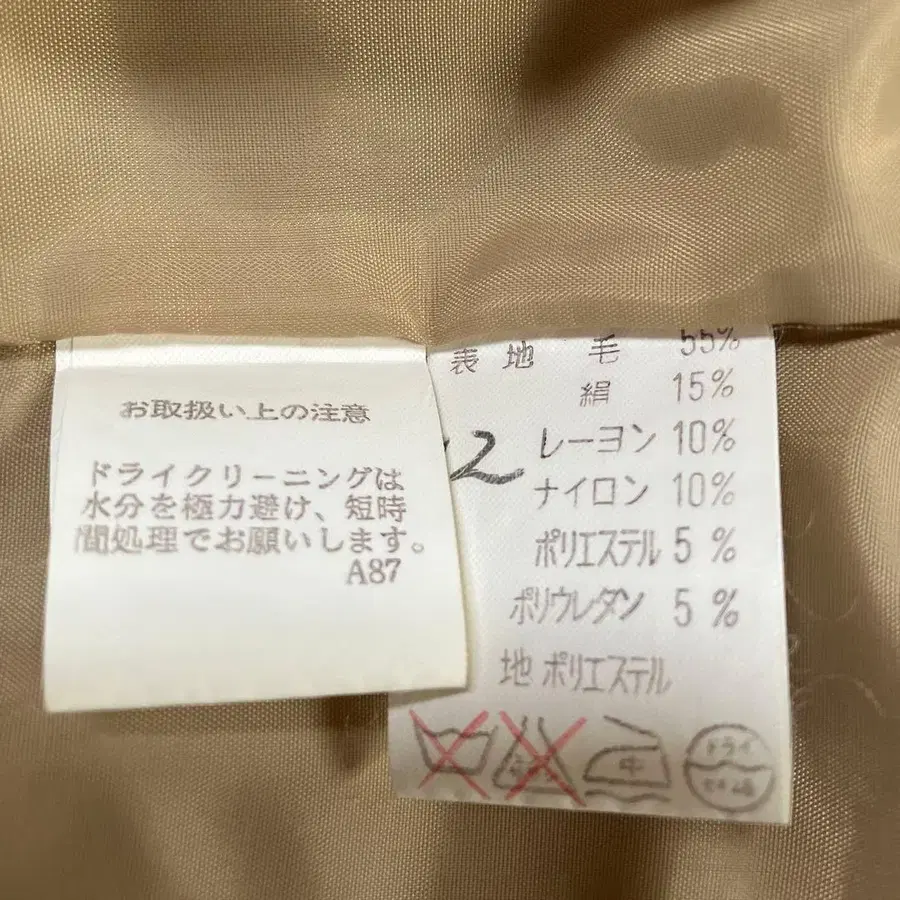 お取扱い上の注意
ドライクリーニングは
水分を極力避け、短時
間処理でお願いします。
A87
表地 毛 55%
絹 15%
レーヨン 10%
ナイロン 10%
ポリエステル 5%
ポリウレタン 5%
地 ポリエステル
2
中
ドライ